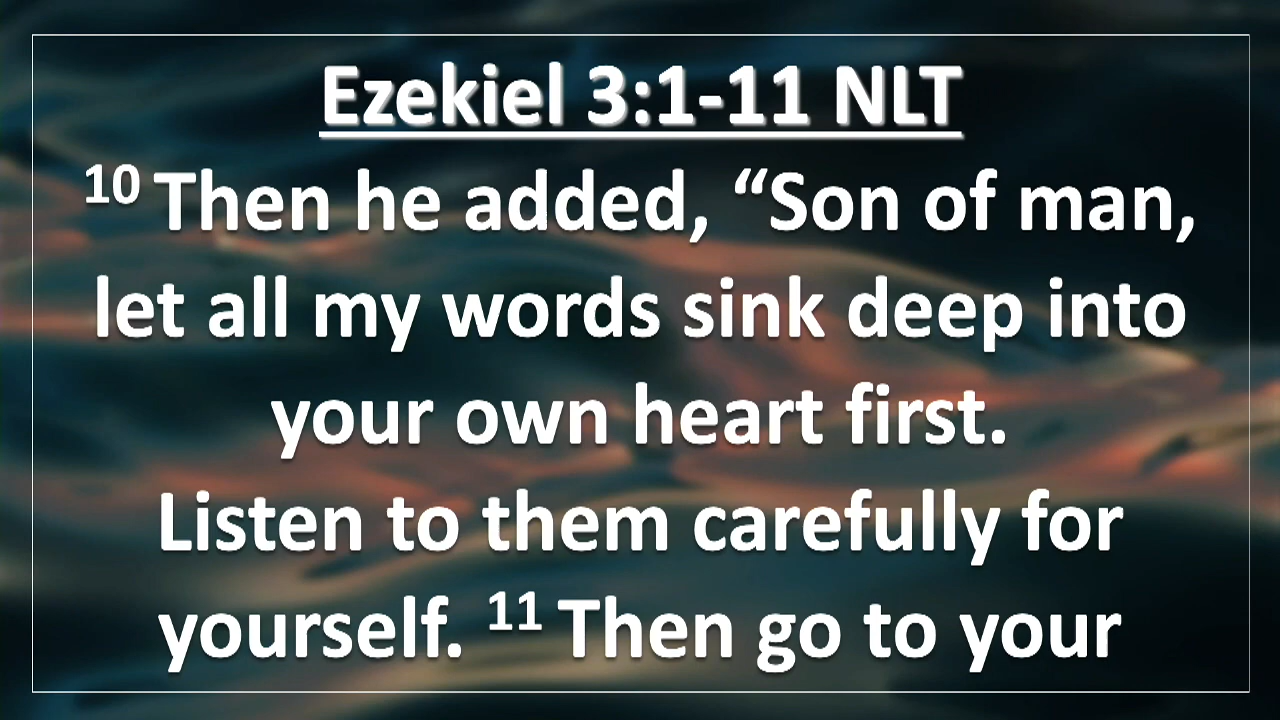 Ezekiel 3:1-11 NLT
10 Then he added, “Son of man,
let all my words sink deep into
your own heart first.
Listen to them carefully for
yourself. 11 Then go to your